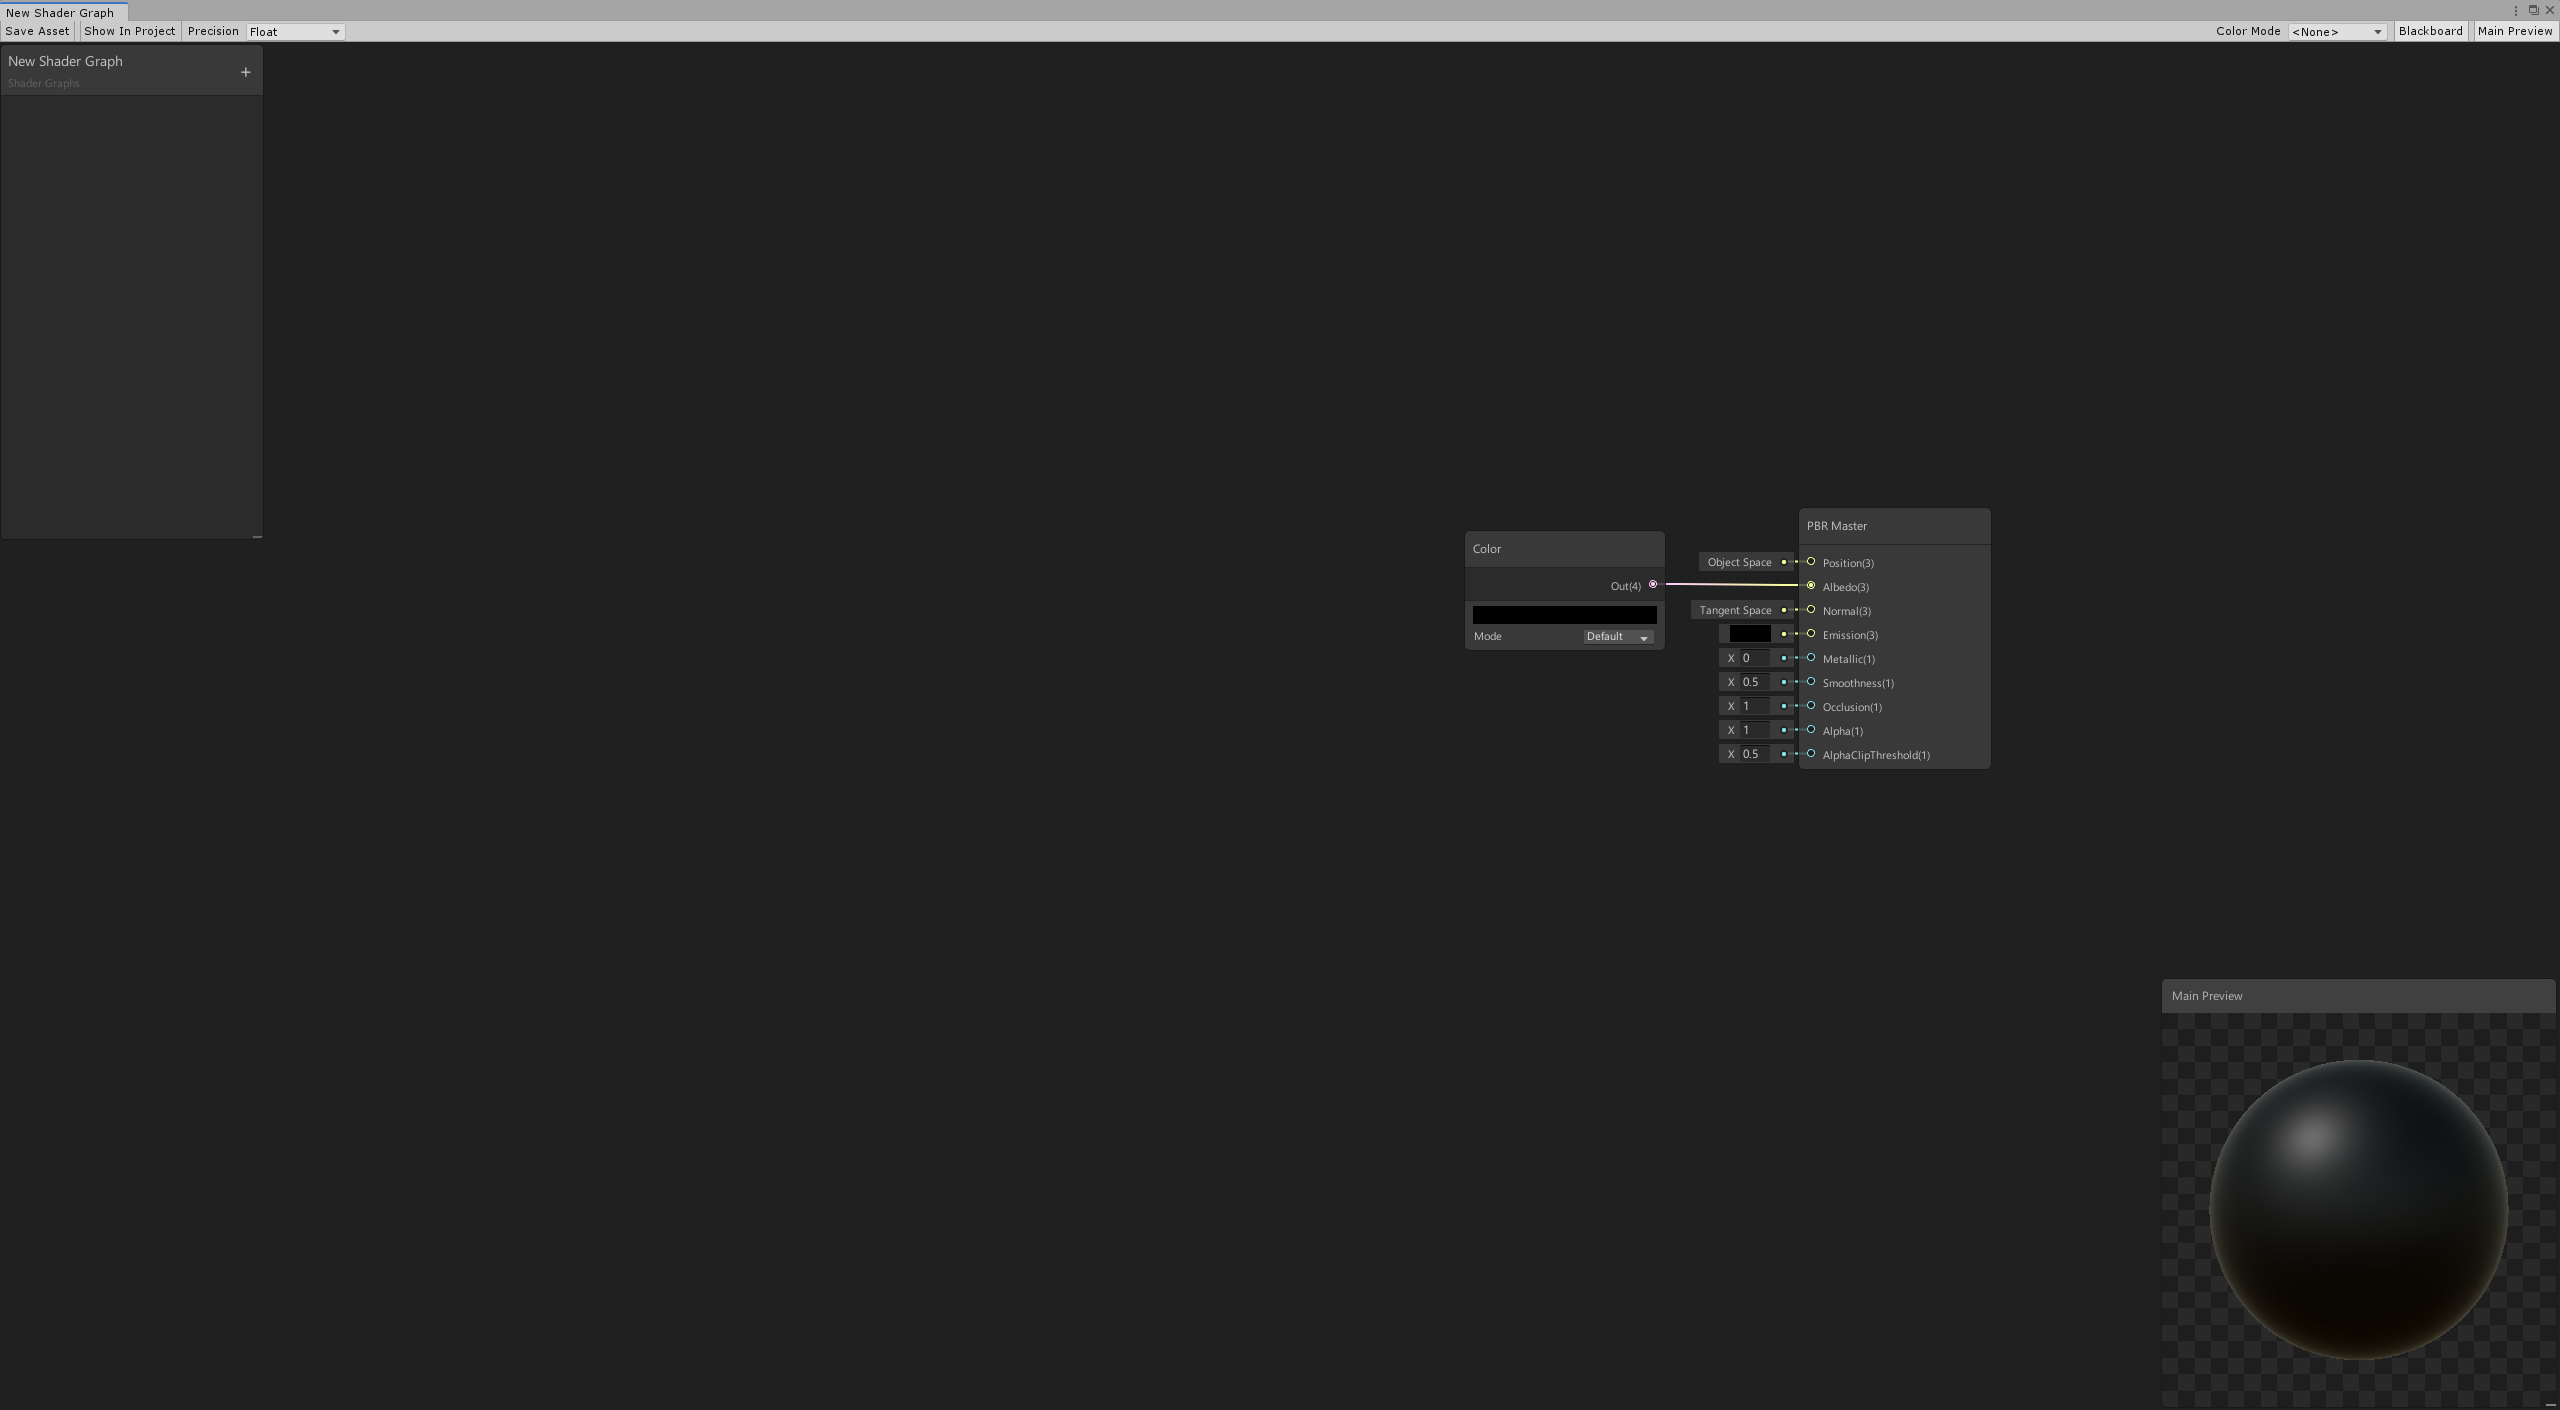 New Shader Graph
Save Asset Show In Project Precision Float Color Mode <None> Blackboard Main Preview
New Shader Graph
+
Shader Graphs
PBR Master
Color
Object Space Position(3)
Out(4) Albedo(3)
Tangent Space Normal(3)
Mode Default Emission(3)
X 0 Metallic(1)
X 0.5 Smoothness(1)
X 1 Occlusion(1)
X 1 Alpha(1)
X 0.5 AlphaClipThreshold(1)
Main Preview